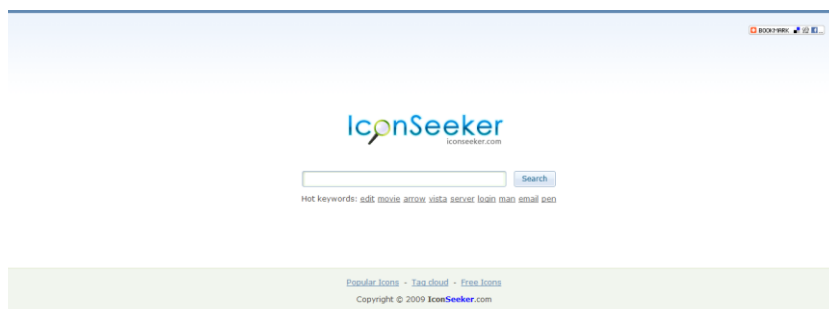 BOOKMARK
IconSeeker
iconseeker.com
Search
Hot keywords: edit movie arrow vista server login man email pen
Popular Icons - Tag cloud - Free Icons
Copyright © 2009 IconSeeker.com